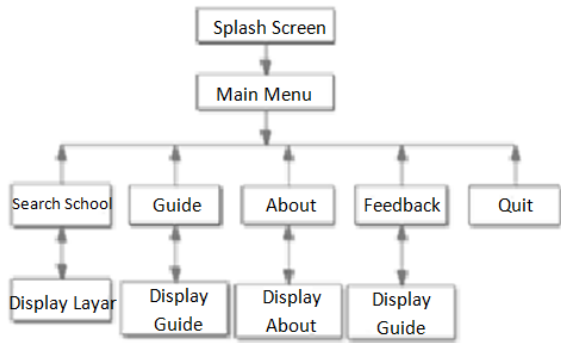 Splash Screen
Main Menu
Search School
Guide
About
Feedback
Quit
Display Layar
Display
Guide
Display
About
Display
Guide